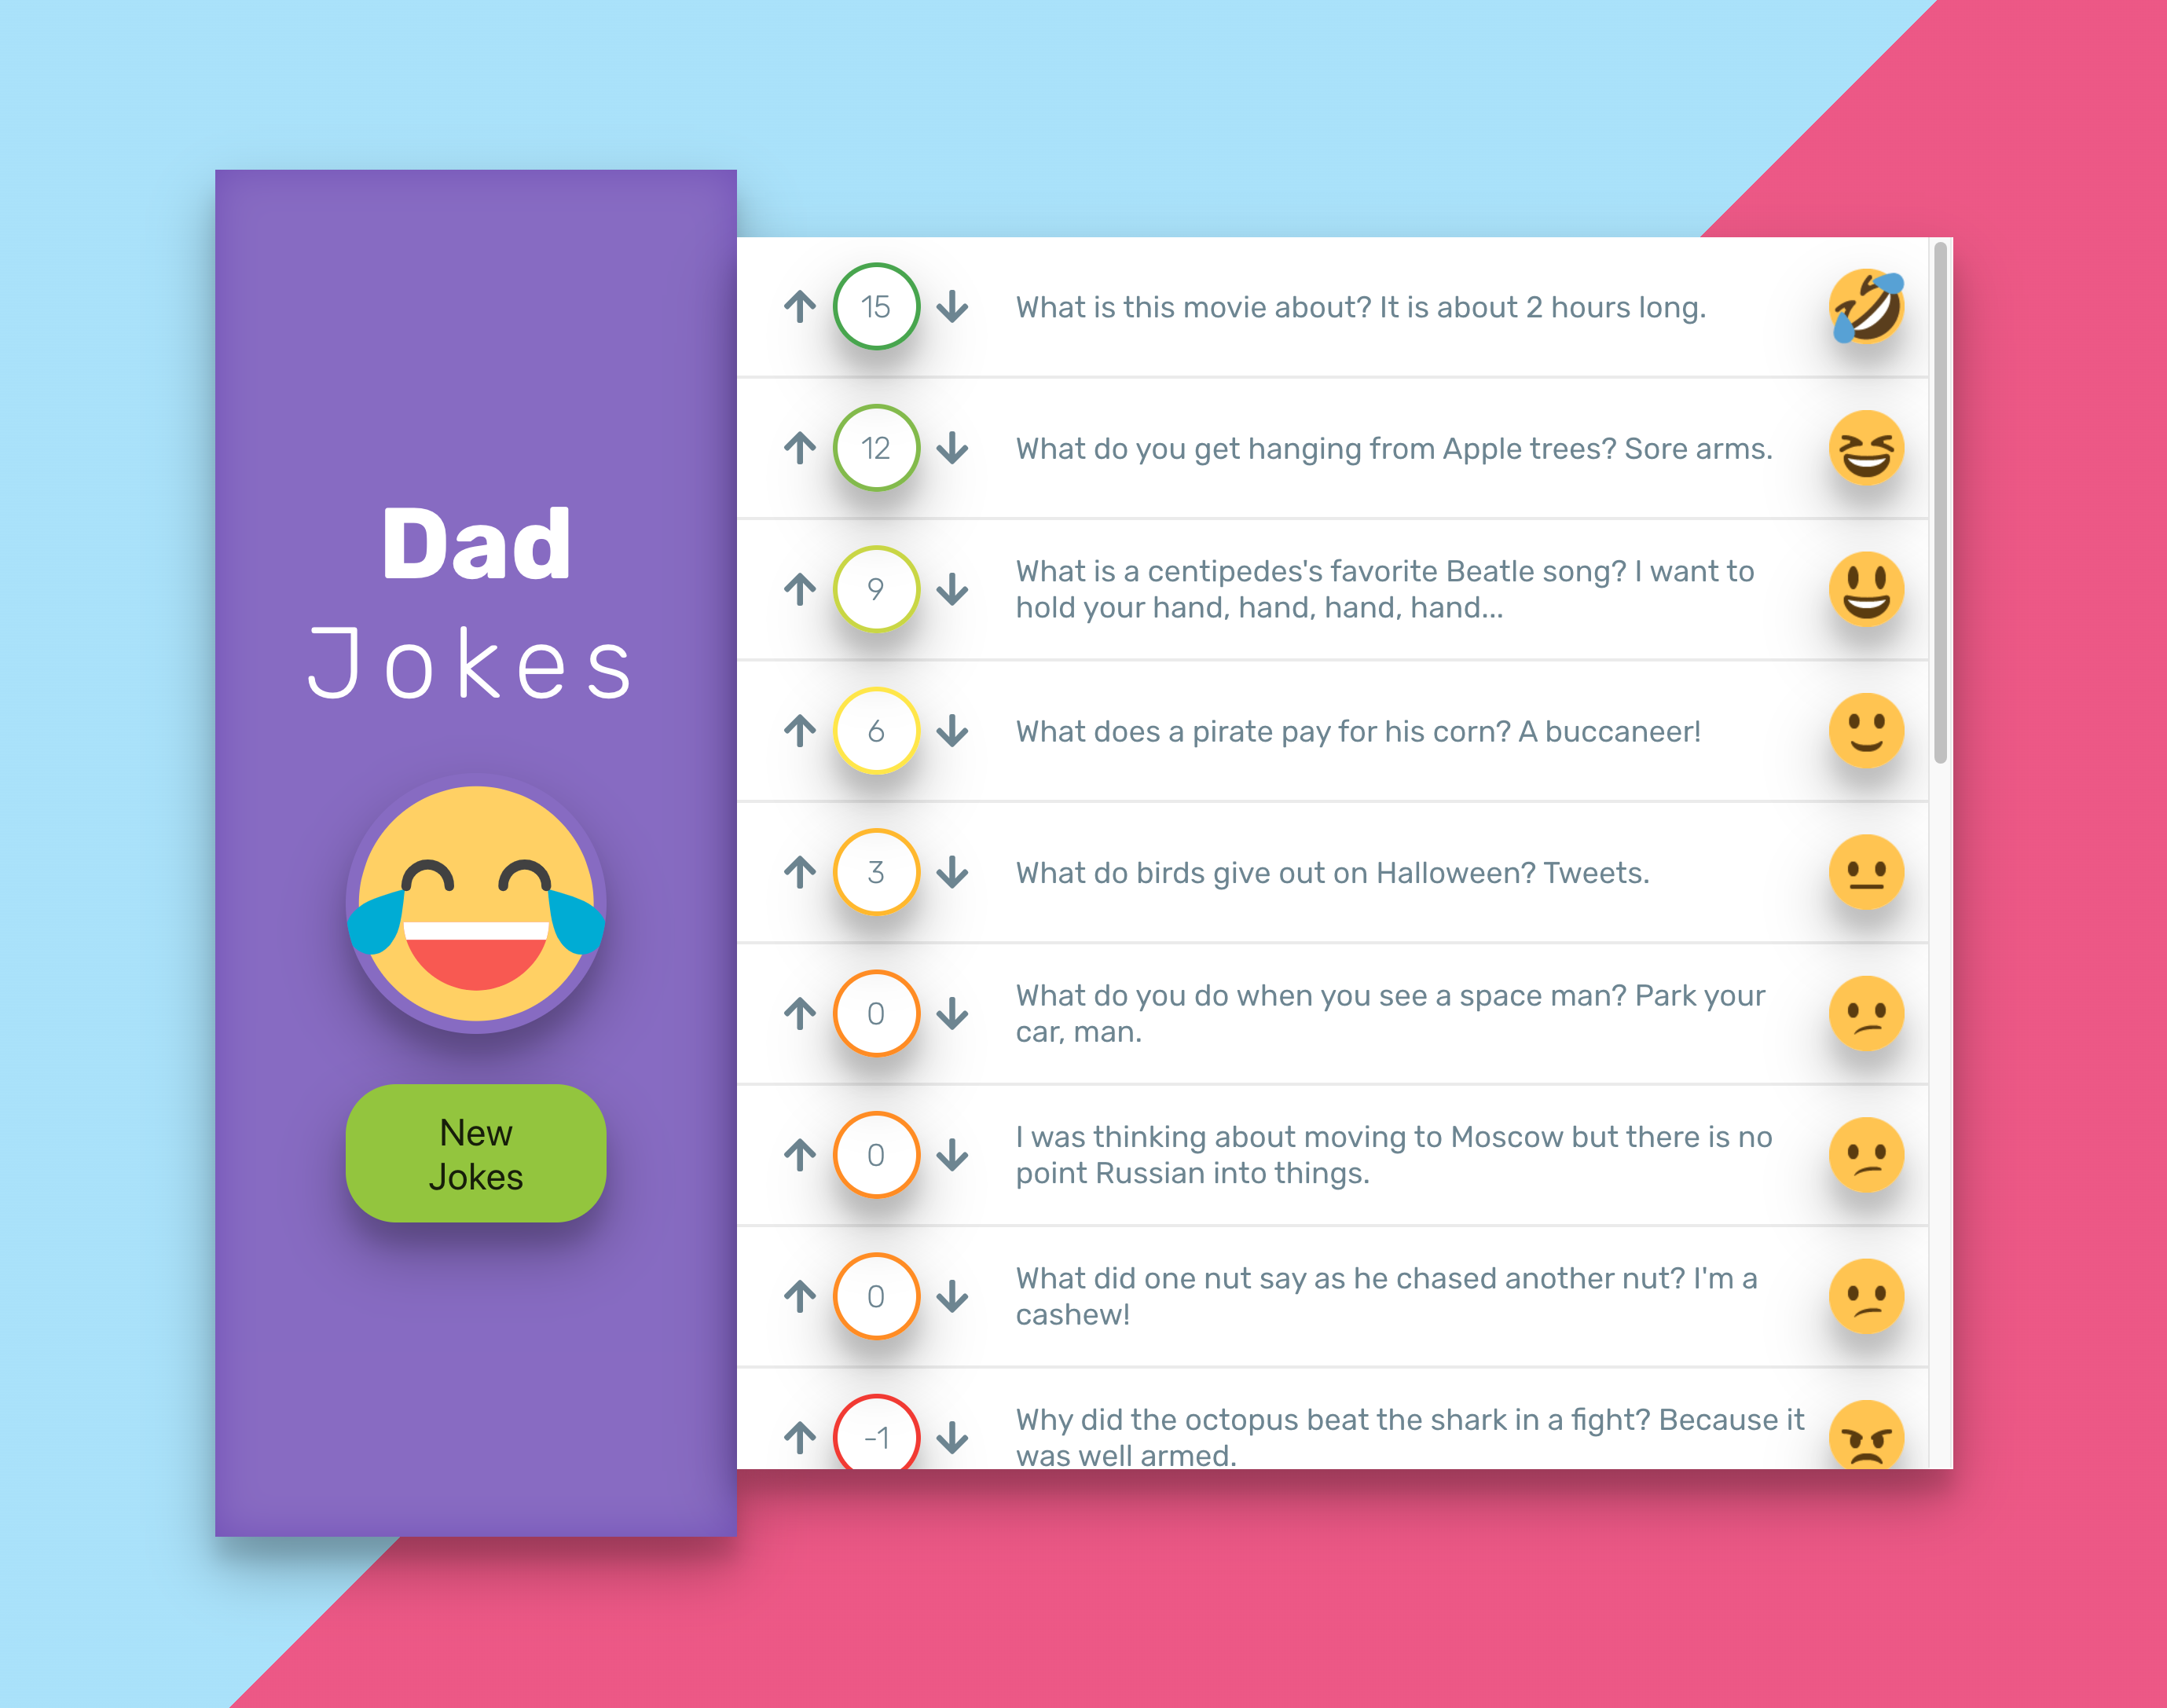 Dad
Jokes
New
Jokes
15
What is this movie about? It is about 2 hours long.
12
What do you get hanging from Apple trees? Sore arms.
9
What is a centipedes's favorite Beatle song? I want to
hold your hand, hand, hand, hand...
6
What does a pirate pay for his corn? A buccaneer!
3
What do birds give out on Halloween? Tweets.
0
What do you do when you see a space man? Park your
car, man.
0
I was thinking about moving to Moscow but there is no
point Russian into things.
0
What did one nut say as he chased another nut? I'm a
cashew!
-1
Why did the octopus beat the shark in a fight? Because it
was well armed.